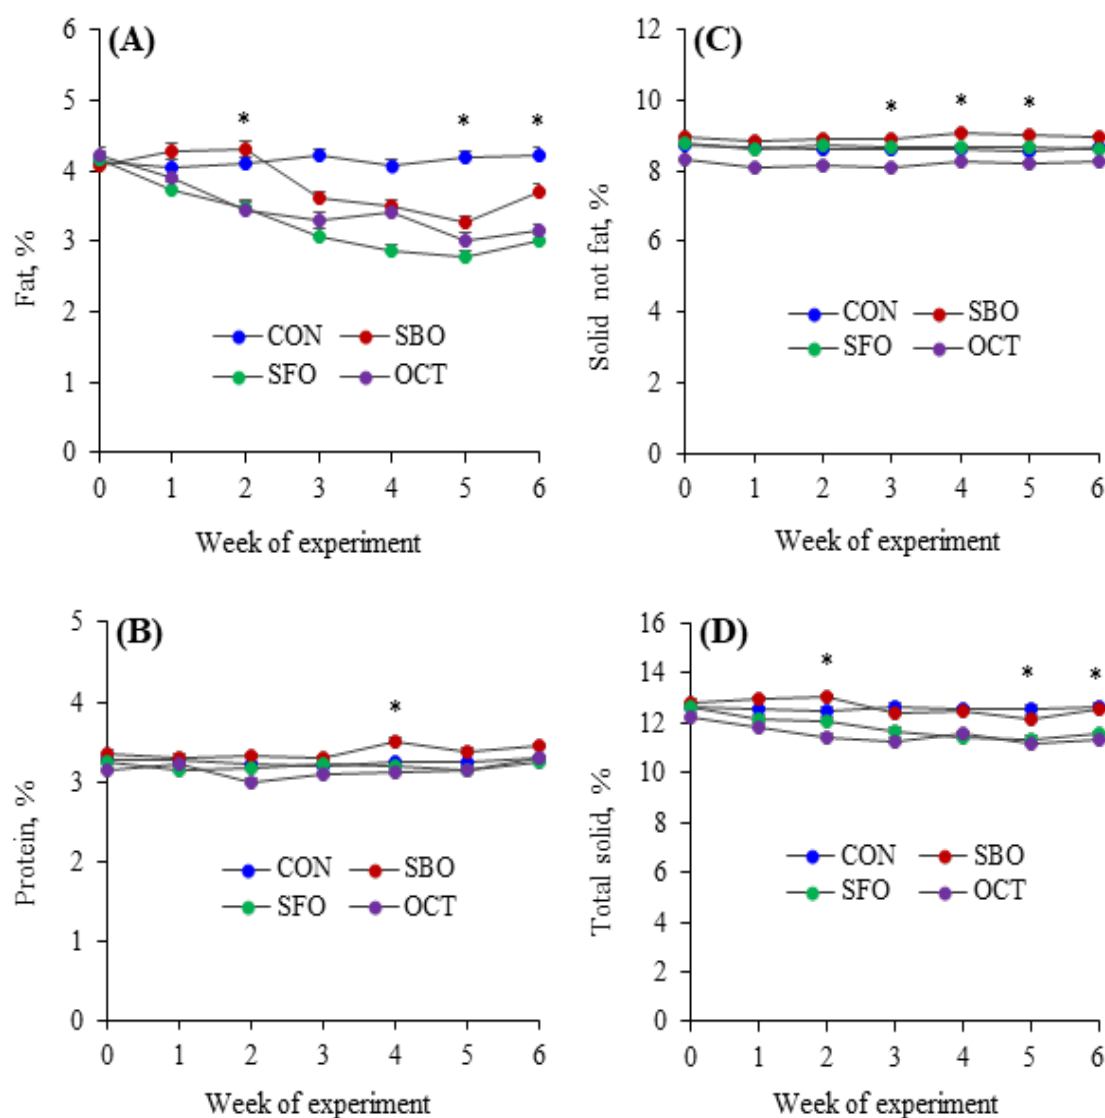 (A)
6
5
4
3
2
1
0
Fat, %
* * *
CON SBO
SFO OCT
0 1 2 3 4 5 6
Week of experiment
(C)
12
10
8
6
4
2
0
Solid not fat, %
* * *
CON SBO
SFO OCT
0 1 2 3 4 5 6
Week of experiment
(B)
5
4
3
2
1
0
Protein, %
*
CON SBO
SFO OCT
0 1 2 3 4 5 6
Week of experiment
(D)
16
14
12
10
8
6
4
2
0
Total solid, %
* * *
CON SBO
SFO OCT
0 1 2 3 4 5 6
Week of experiment